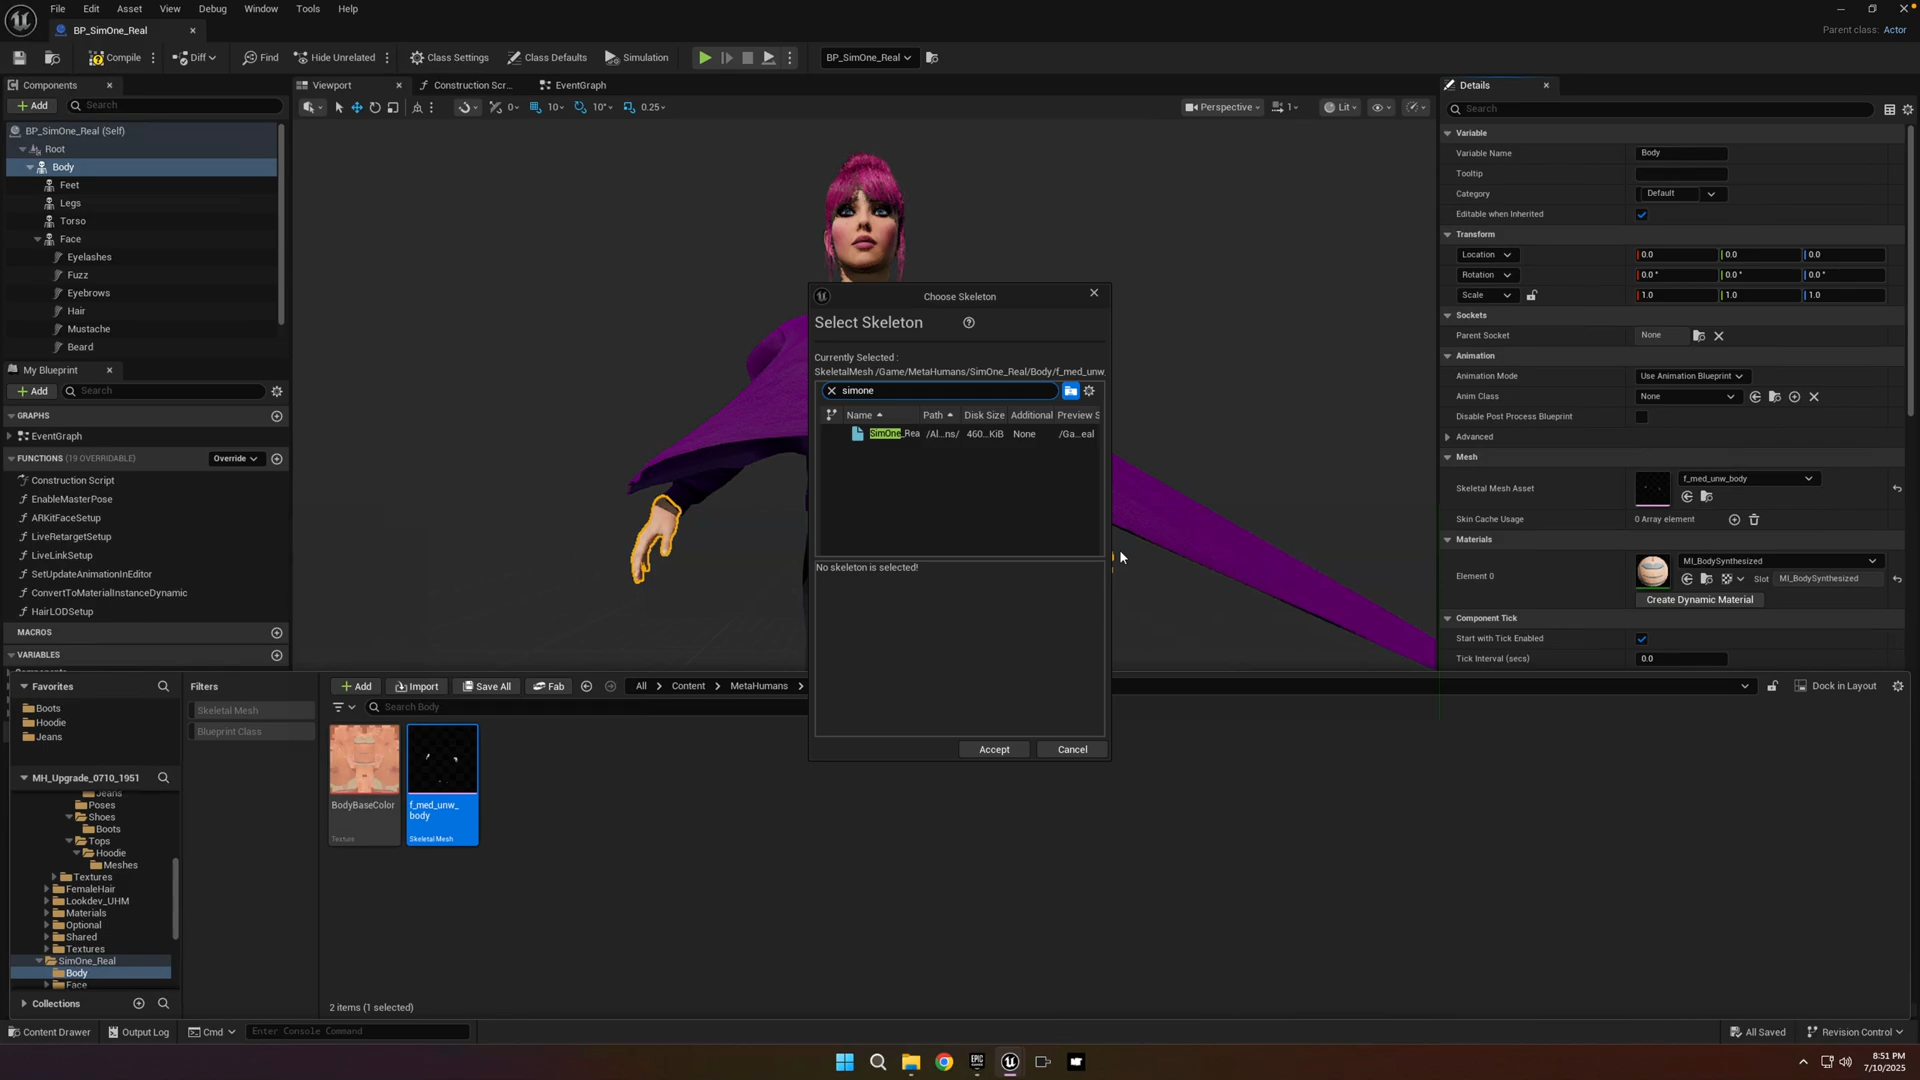 File Edit Asset View Debug Window Tools Help
BP_SimOne_Real
Parent class: Actor
Compile Diff Find Hide Unrelated Class Settings Class Defaults Simulation BP_SimOne_Real
Components
Add Search
BP_SimOne_Real (Self)
Root
Body
Feet
Legs
Torso
Face
Eyelashes
Fuzz
Eyebrows
Hair
Mustache
Beard
My Blueprint
Add Search
GRAPHS
EventGraph
FUNCTIONS (19 OVERRIDABLE) Override
Construction Script
EnableMasterPose
ARKitFaceSetup
LiveRetargetSetup
LiveLinkSetup
SetUpdateAnimationInEditor
ConvertToMaterialInstanceDynamic
HairLODSetup
MACROS
VARIABLES
Viewport Construction Scr... EventGraph
0 10 10° 0.25 Perspective 1 Lit
Choose Skeleton
Select Skeleton
Currently Selected :
SkeletalMesh /Game/MetaHumans/SimOne_Real/Body/f_med_unw_
simone
Name Path Disk Size Additional Preview S
SimOne_Rea /Al...ns/ 460...KiB None /Ga...eal
No skeleton is selected!
Accept Cancel
Details
Search
Variable
Variable Name Body
Tooltip
Category Default
Editable when Inherited
Transform
Location 0.0 0.0 0.0
Rotation 0.0° 0.0° 0.0°
Scale 1.0 1.0 1.0
Sockets
Parent Socket None
Animation
Animation Mode Use Animation Blueprint
Anim Class None
Disable Post Process Blueprint
Advanced
Mesh
Skeletal Mesh Asset f_med_unw_body
Skin Cache Usage 0 Array element
Materials
Element 0 MI_BodySynthesized
Slot MI_BodySynthesized
Create Dynamic Material
Component Tick
Start with Tick Enabled
Tick Interval (secs) 0.0
Favorites
Boots
Hoodie
Jeans
MH_Upgrade_0710_1951
Jeans
Poses
Shoes
Boots
Tops
Hoodie
Meshes
Textures
FemaleHair
Lookdev_UHM
Materials
Optional
Shared
Textures
SimOne_Real
Body
Face
Collections
Filters
Skeletal Mesh
Blueprint Class
Add Import Save All Fab All Content MetaHumans Dock in Layout
Search Body
BodyBaseColor
Texture
f_med_unw_
body
Skeletal Mesh
2 items (1 selected)
Content Drawer Output Log Cmd Enter Console Command All Saved Revision Control
8:51 PM
7/10/2025